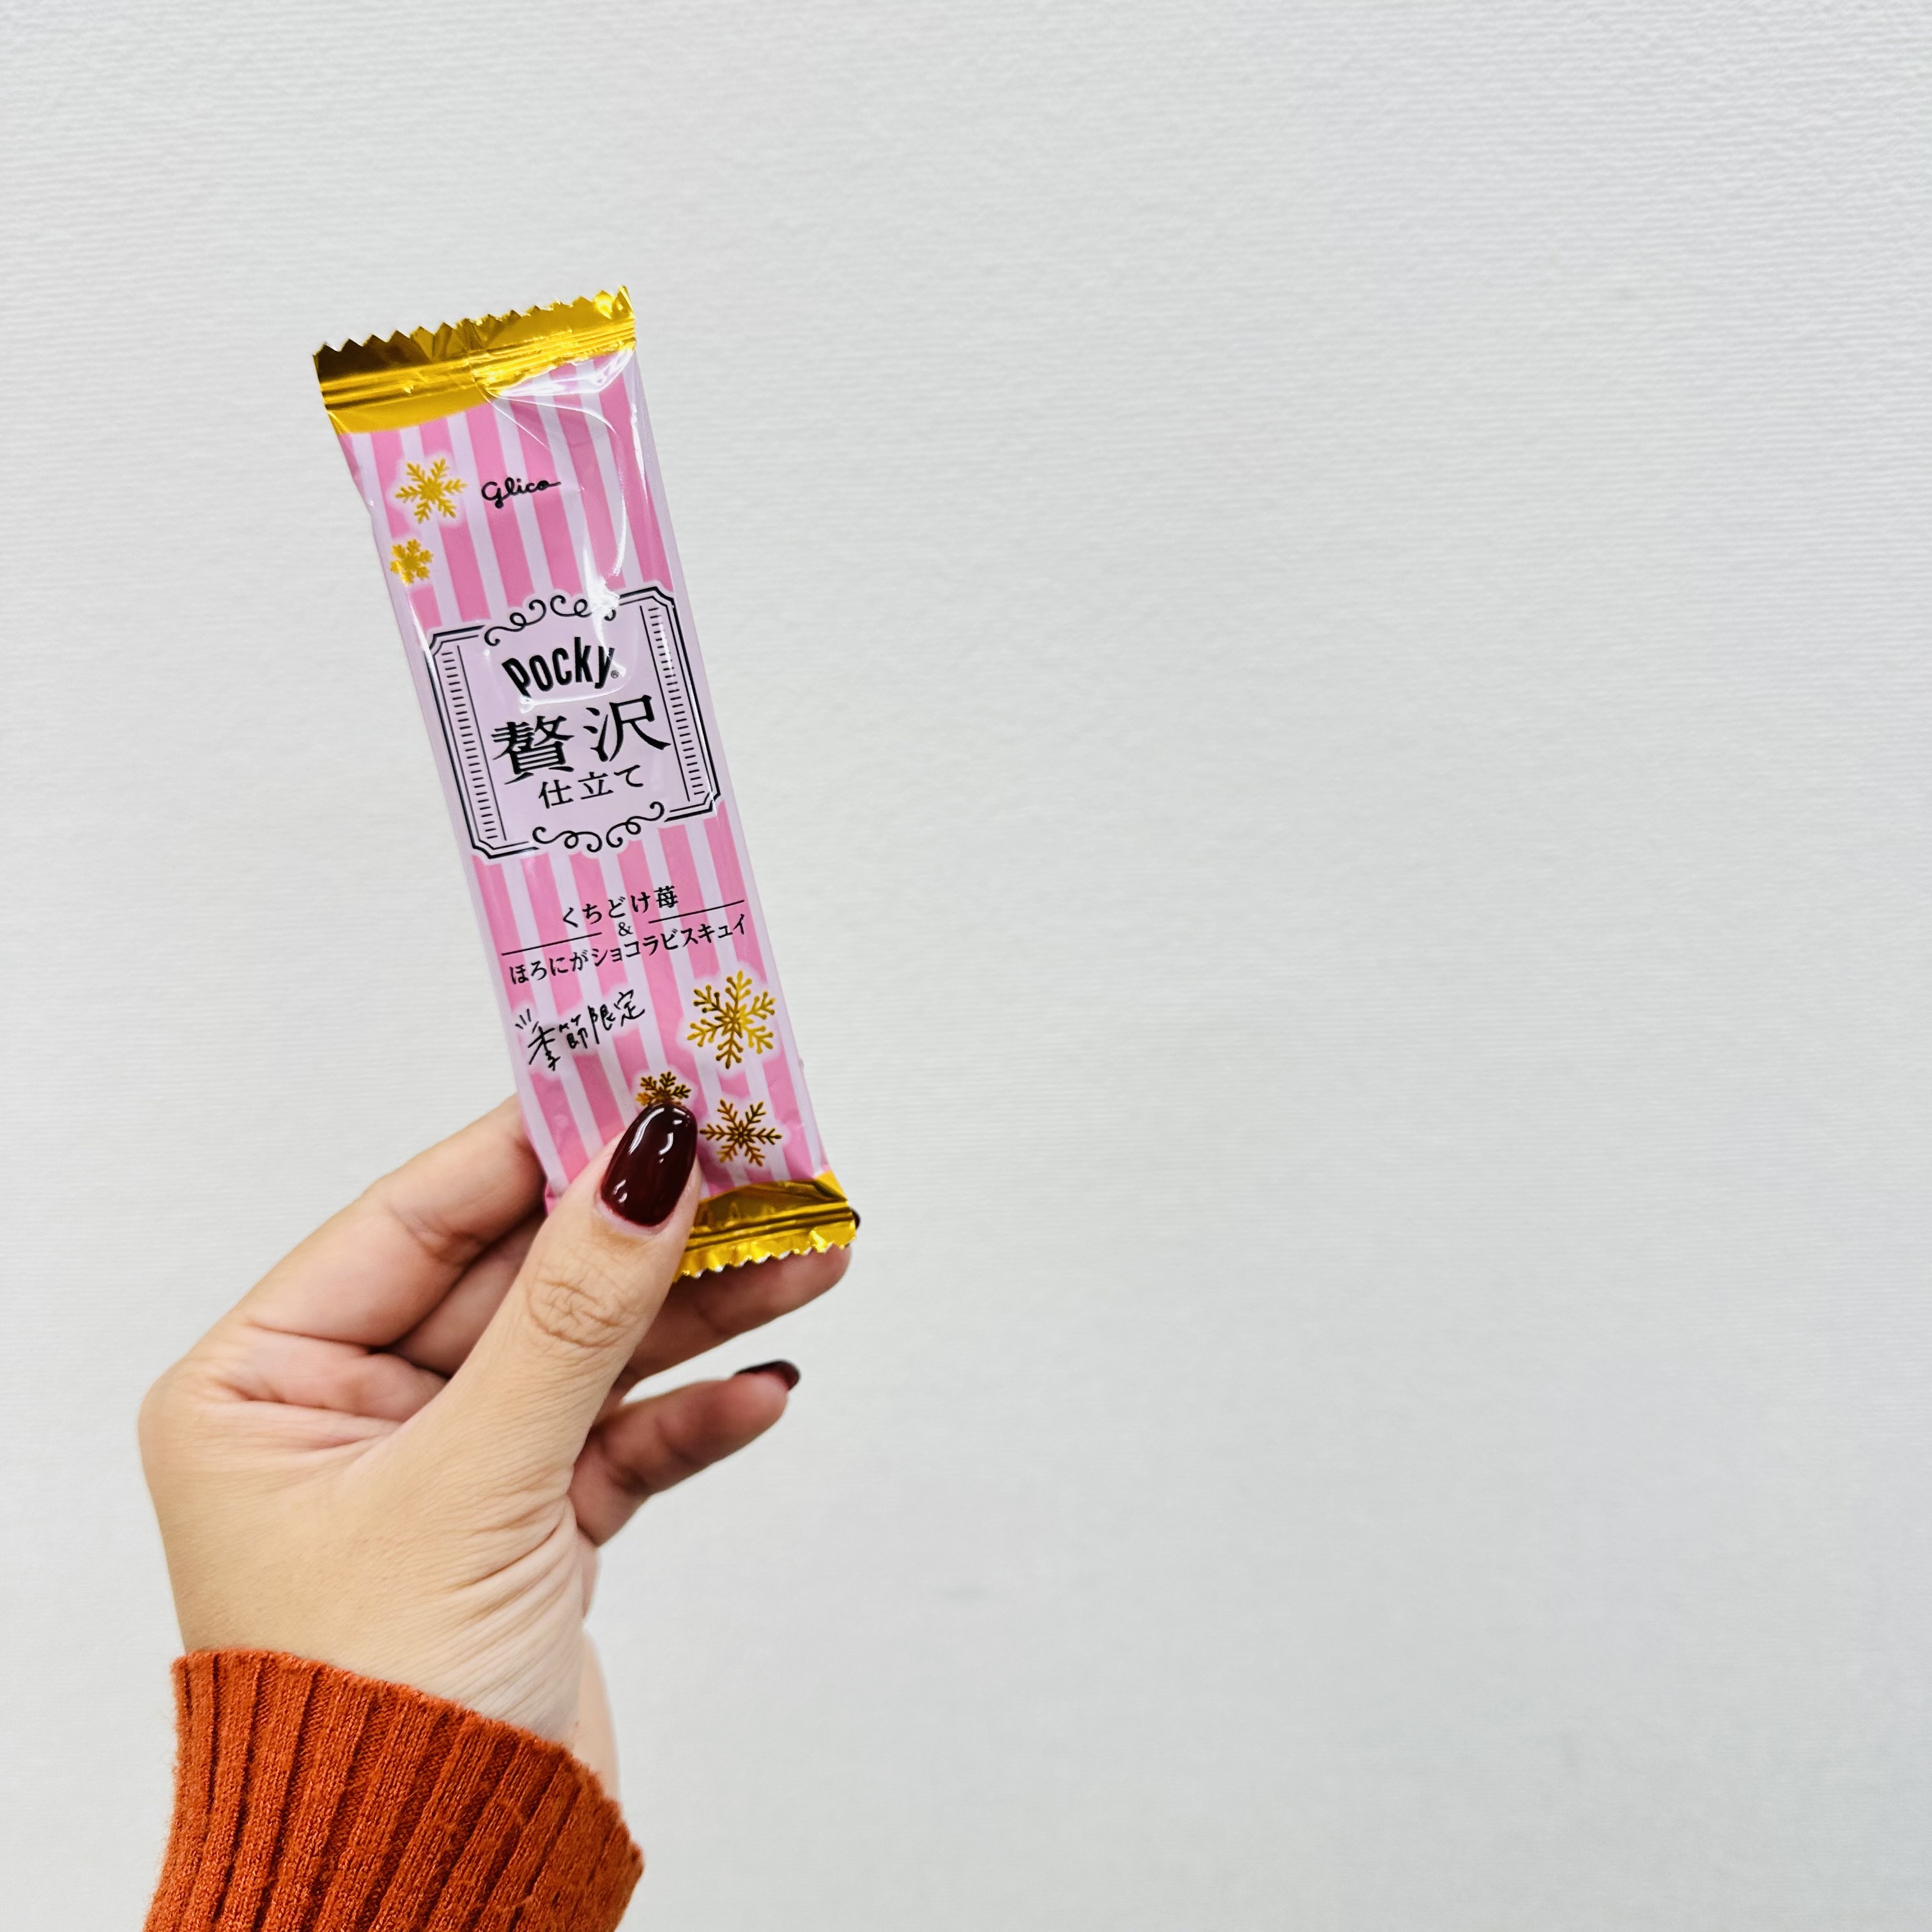 glico
Pocky®
贅沢
仕立て
くちどけ苺
&
ほろにがショコラビスキュイ
季節限定